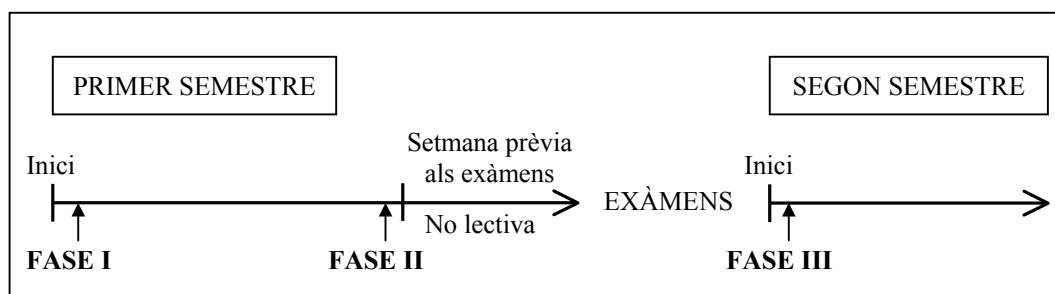 PRIMER SEMESTRE
SEGON SEMESTRE
Inici
Setmana prèvia
als exàmens
Inici
EXÀMENS
No lectiva
FASE I
FASE II
FASE III